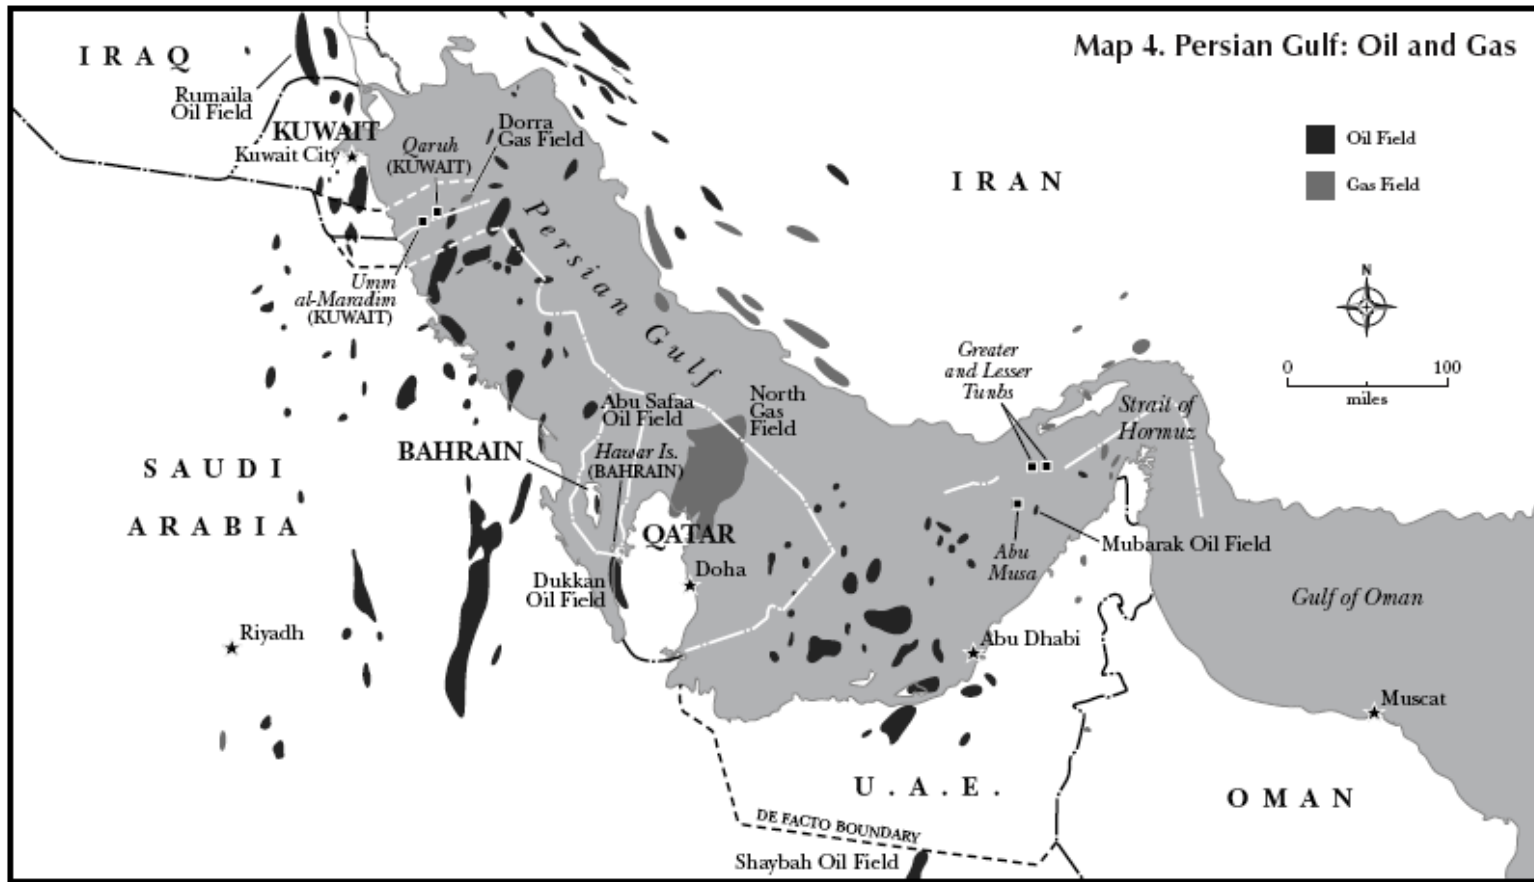 Map 4. Persian Gulf: Oil and Gas
IRAQ
Rumaila
Oil Field
KUWAIT
Kuwait City
Qaruh
(KUWAIT)
Dorra
Gas Field
Oil Field
Gas Field
IRAN
Persian Gulf
Umm
al-Maradim
(KUWAIT)
N
0 100
miles
Greater
and Lesser
Tunbs
Strait of
Hormuz
Abu Safaa
Oil Field
North
Gas
Field
BAHRAIN
Hawar Is.
(BAHRAIN)
SAUDI
ARABIA
QATAR
Doha
Dukkan
Oil Field
Abu
Musa
Mubarak Oil Field
Gulf of Oman
Riyadh
Abu Dhabi
Muscat
U.A.E.
OMAN
DE FACTO BOUNDARY
Shaybah Oil Field